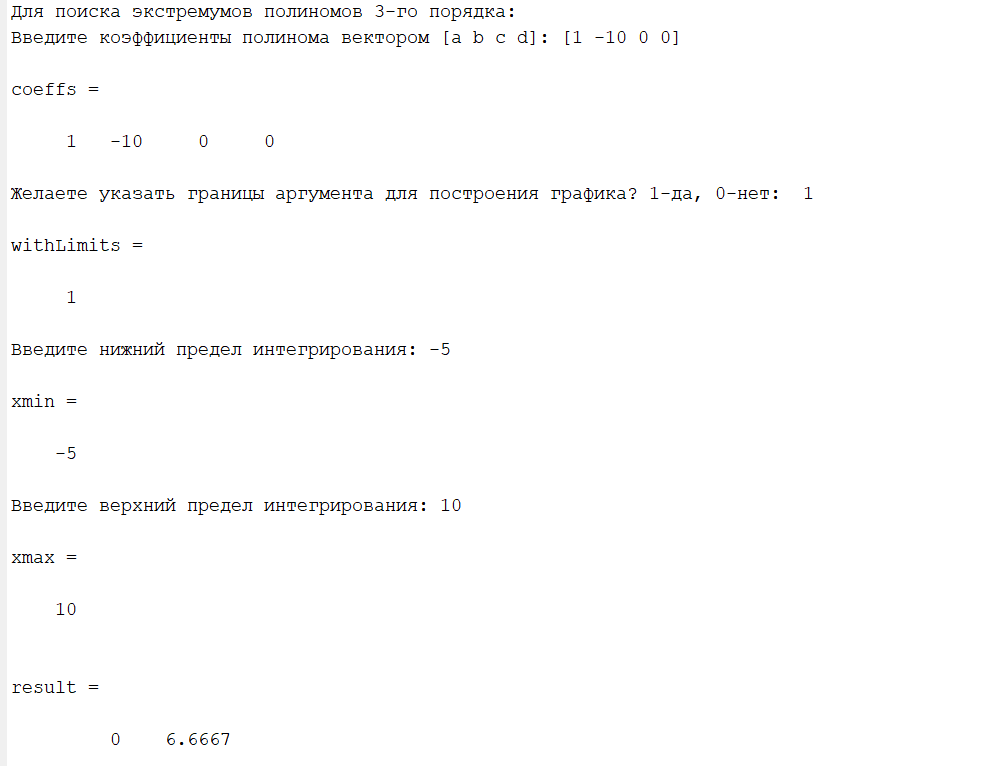 Для поиска экстремумов полиномов 3-го порядка:
Введите коэффициенты полинома вектором [a b c d]: [1 -10 0 0]
coeffs =
1 -10 0 0
Желаете указать границы аргумента для построения графика? 1-да, 0-нет: 1
withLimits =
1
Введите нижний предел интегрирования: -5
xmin =
-5
Введите верхний предел интегрирования: 10
xmax =
10
result =
0 6.6667